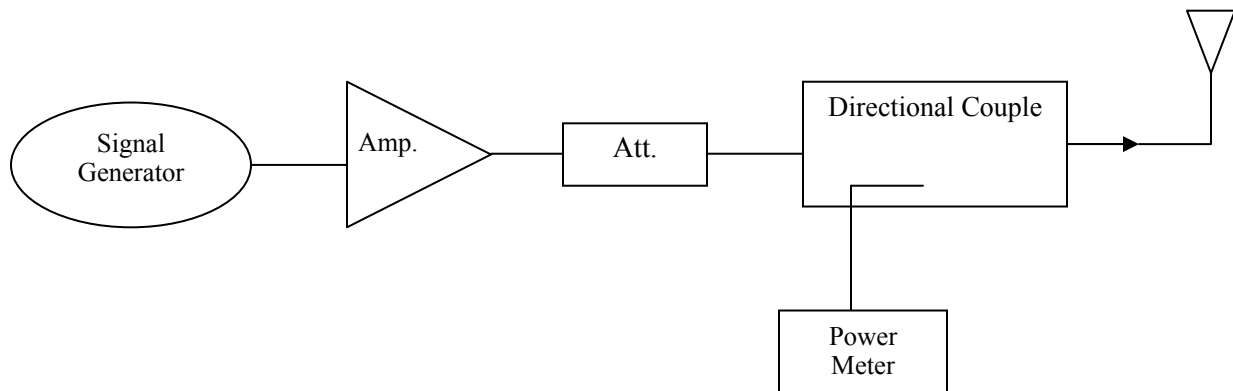 Signal
Generator
Amp.
Att.
Directional Couple
Power
Meter